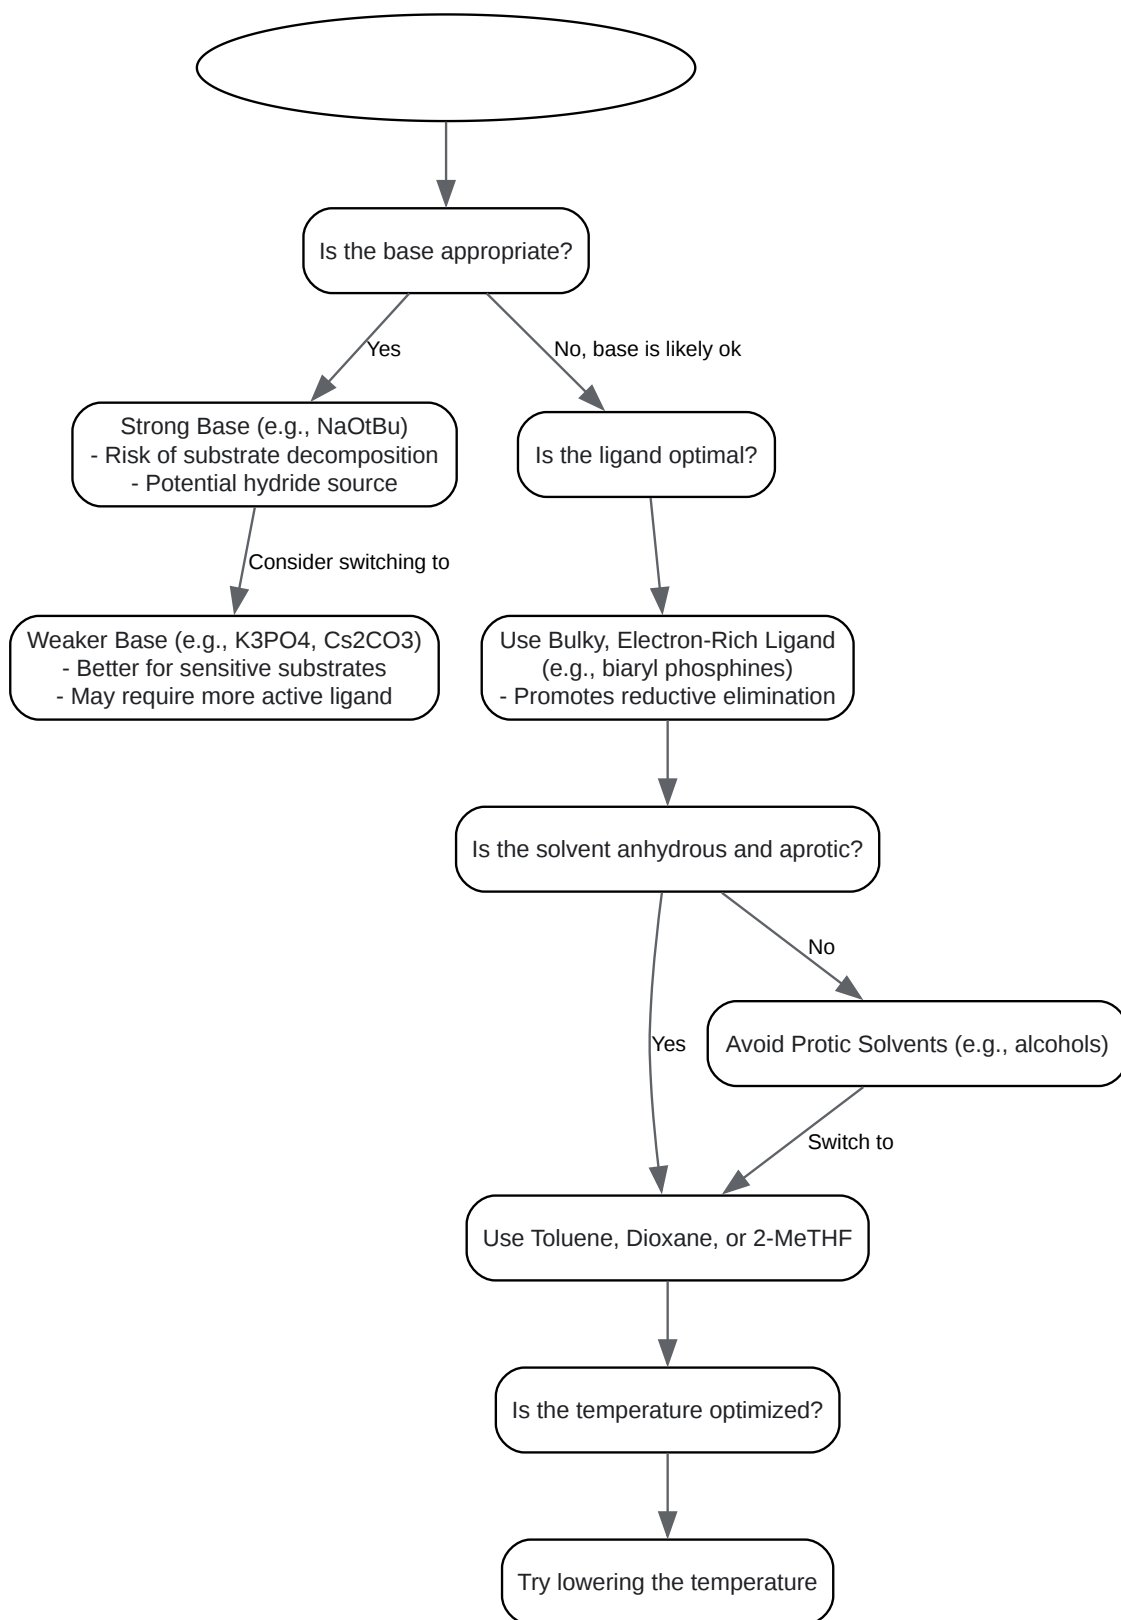 Is the base appropriate?
Yes
No, base is likely ok
Strong Base (e.g., NaOtBu)
- Risk of substrate decomposition
- Potential hydride source
Is the ligand optimal?
Consider switching to
Weaker Base (e.g., K3PO4, Cs2CO3)
- Better for sensitive substrates
- May require more active ligand
Use Bulky, Electron-Rich Ligand
(e.g., biaryl phosphines)
- Promotes reductive elimination
Is the solvent anhydrous and aprotic?
No
Yes
Avoid Protic Solvents (e.g., alcohols)
Switch to
Use Toluene, Dioxane, or 2-MeTHF
Is the temperature optimized?
Try lowering the temperature